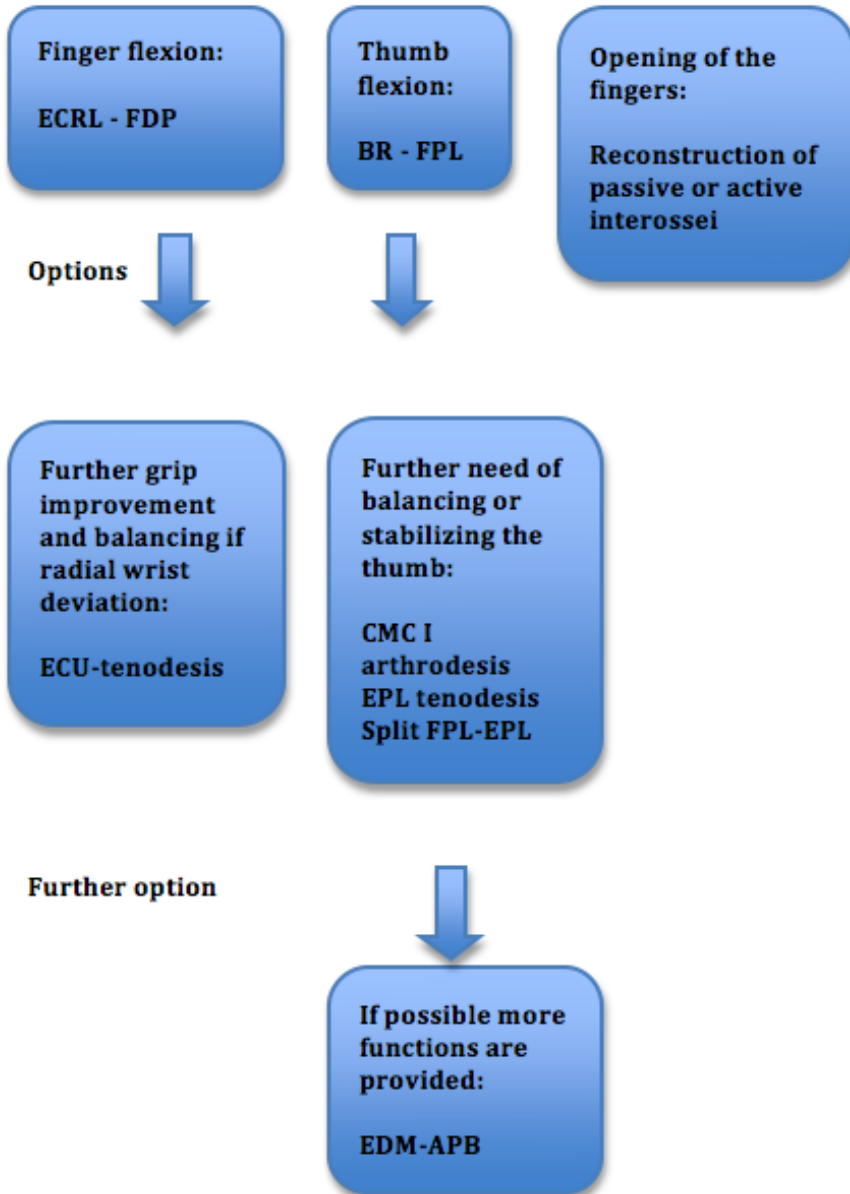 Finger flexion:
ECRL - FDP
Thumb
flexion:
BR - FPL
Opening of the
fingers:
Reconstruction of
passive or active
interossei
Options
Further grip
improvement
and balancing if
radial wrist
deviation:
ECU-tenodesis
Further need of
balancing or
stabilizing the
thumb:
CMC I
arthrodesis
EPL tenodesis
Split FPL-EPL
Further option
If possible more
functions are
provided:
EDM-APB